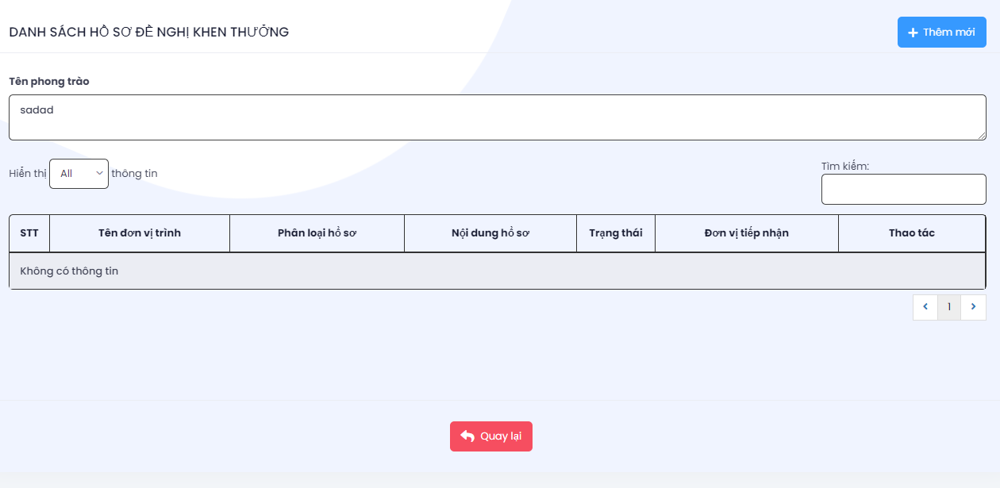 DANH SÁCH HỒ SƠ ĐỀ NGHỊ KHEN THƯỞNG
Thêm mới
Tên phong trào
sadad
Hiển thị All thông tin
Tìm kiếm:
STT Tên đơn vị trình Phân loại hồ sơ Nội dung hồ sơ Trạng thái Đơn vị tiếp nhận Thao tác
Không có thông tin
1
Quay lại